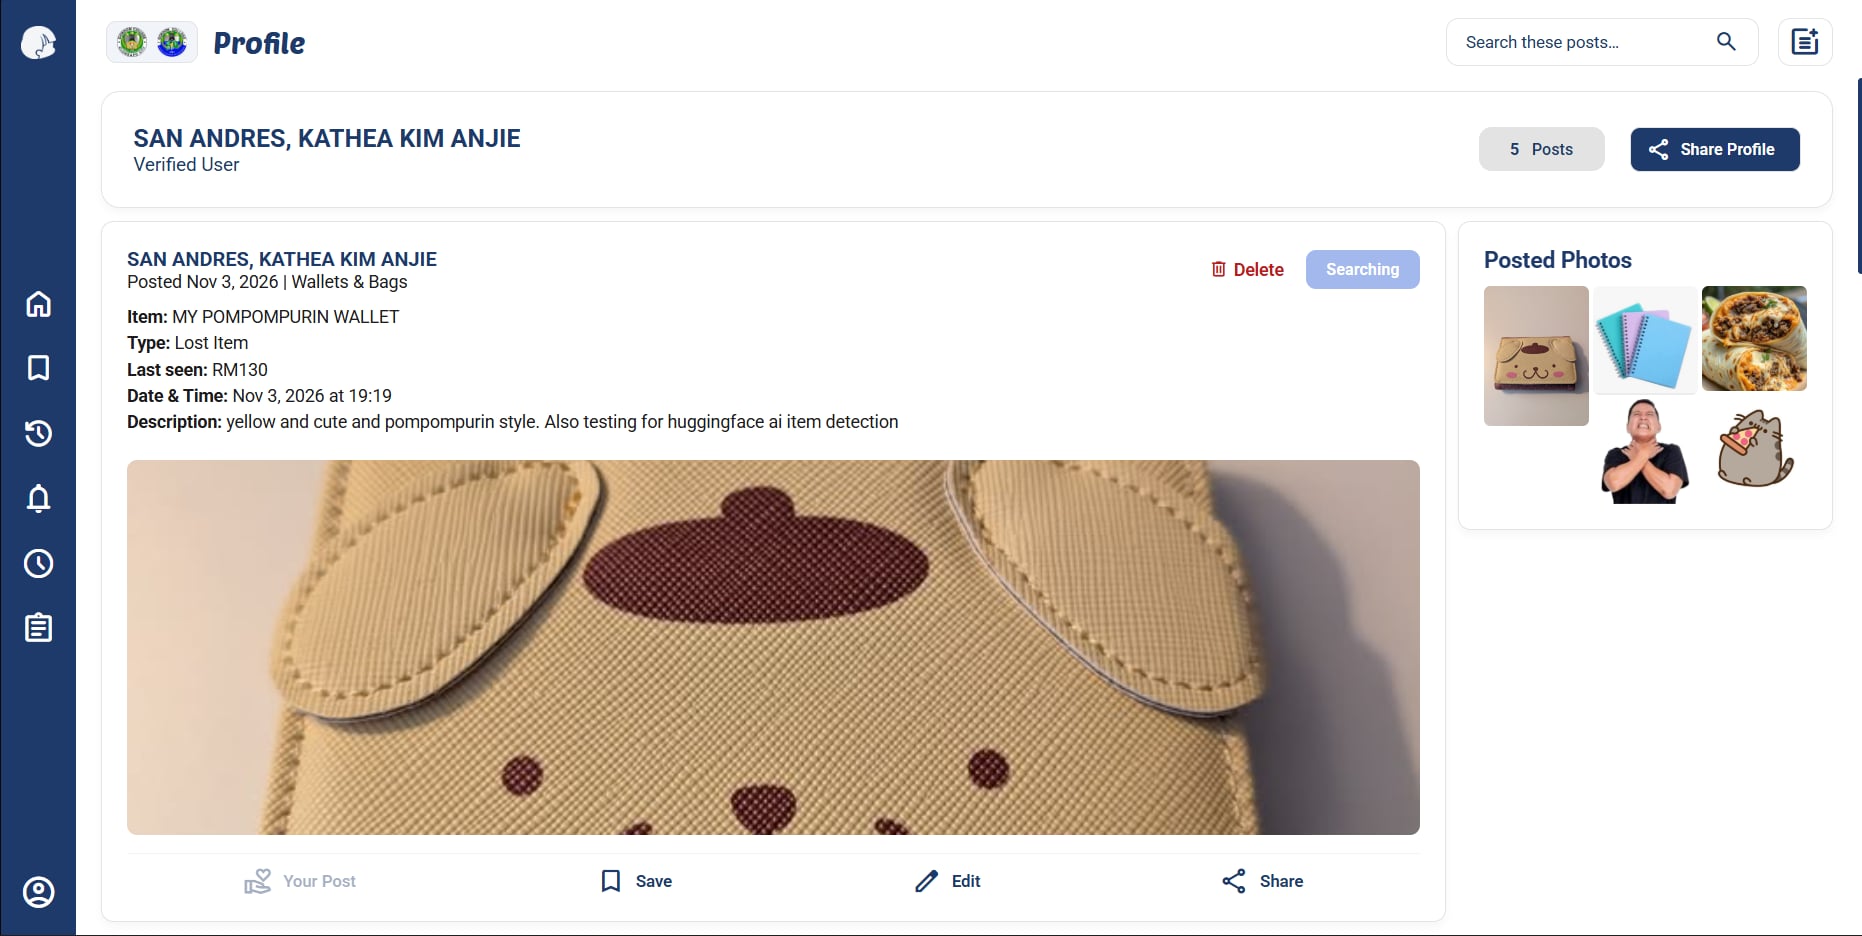 Profile
Search these posts...
SAN ANDRES, KATHEA KIM ANJIE
Verified User
5 Posts
Share Profile
SAN ANDRES, KATHEA KIM ANJIE
Posted Nov 3, 2026 | Wallets & Bags
Delete
Searching
Item: MY POMPOMPURIN WALLET
Type: Lost Item
Last seen: RM130
Date & Time: Nov 3, 2026 at 19:19
Description: yellow and cute and pompompurin style. Also testing for huggingface ai item detection
Your Post
Save
Edit
Share
Posted Photos